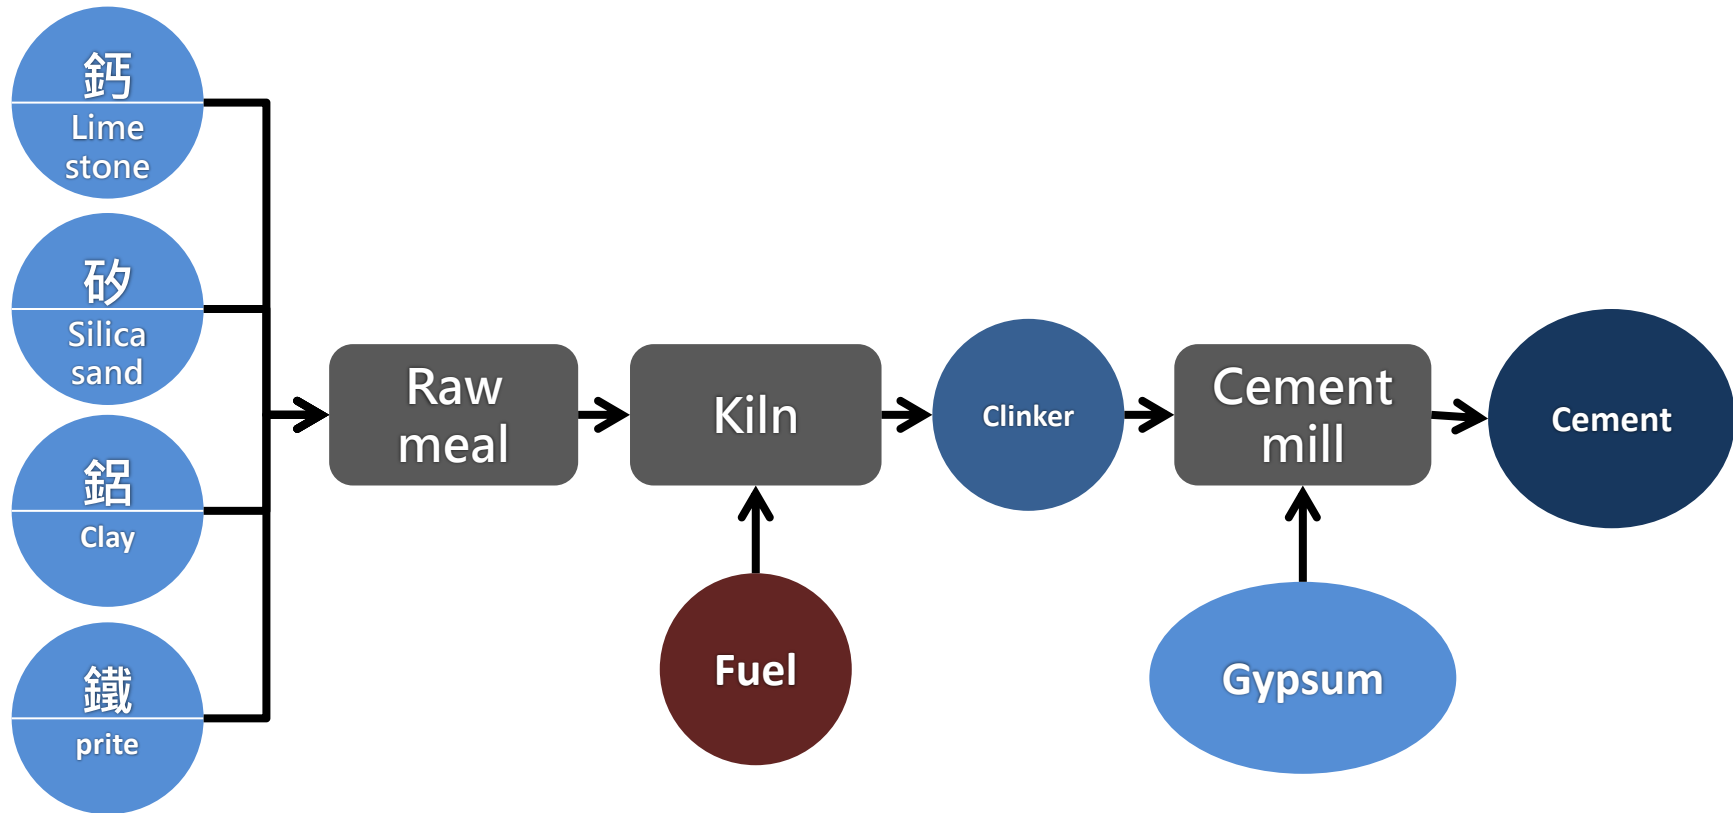 鈣
Lime
stone
矽
Silica
sand
鋁
Clay
鐵
prite
Raw
meal
Kiln
Fuel
Clinker
Cement
mill
Gypsum
Cement